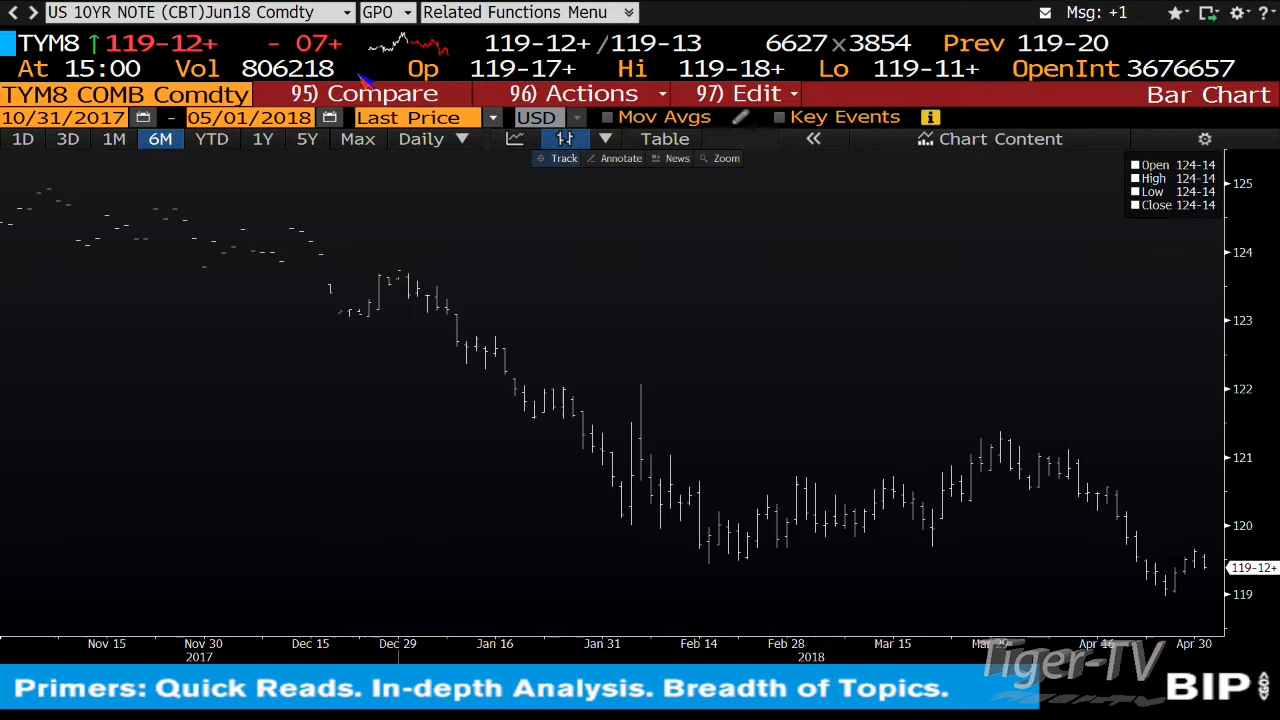 US 10YR NOTE (CBT)Jun18 Comdty GPO Related Functions Menu Msg: +1
TYM8 ↑119-12+ - 07+ 119-12+/119-13 6627x3854 Prev 119-20
At 15:00 Vol 806218 Op 119-17+ Hi 119-18+ Lo 119-11+ OpenInt 3676657
TYM8 COMB Comdty 95) Compare 96) Actions 97) Edit Bar Chart
10/31/2017 - 05/01/2018 Last Price USD Mov Avgs Key Events
1D 3D 1M 6M YTD 1Y 5Y Max Daily Table Chart Content
Track Annotate News Zoom
Open 124-14
High 124-14
Low 124-14
Close 124-14
125
124
123
122
121
120
119-12+
119
Nov 15 Nov 30 Dec 15 Dec 29 Jan 16 Jan 31 Feb 14 Feb 28 Mar 15 Mar 29 Apr 16 Apr 30
2017 2018
Tiger-TV
Primers: Quick Reads. In-depth Analysis. Breadth of Topics.
BIP